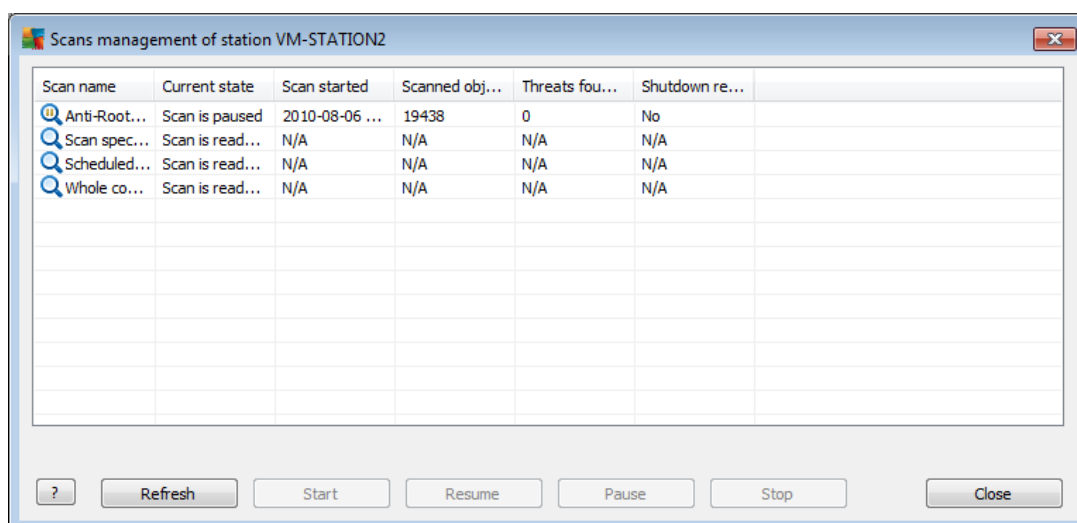 Scans management of station VM-STATION2
Scan name Current state Scan started Scanned obj... Threats fou... Shutdown re...
Anti-Root... Scan is paused 2010-08-06 ... 19438 0 No
Scan spec... Scan is read... N/A N/A N/A N/A
Scheduled... Scan is read... N/A N/A N/A N/A
Whole co... Scan is read... N/A N/A N/A N/A
? Refresh Start Resume Pause Stop Close